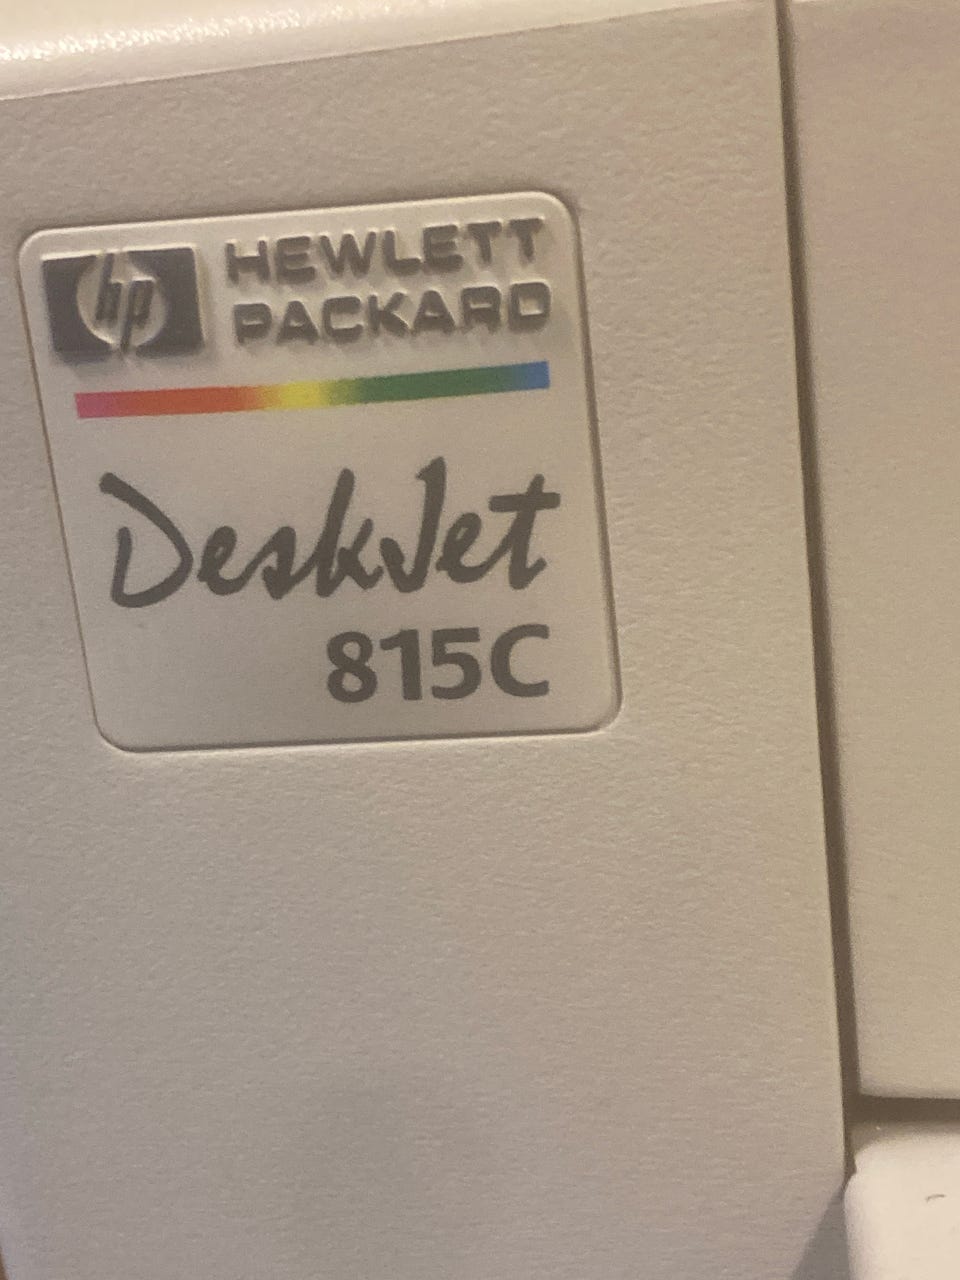 hp
HEWLETT
PACKARD
DeskJet
815C